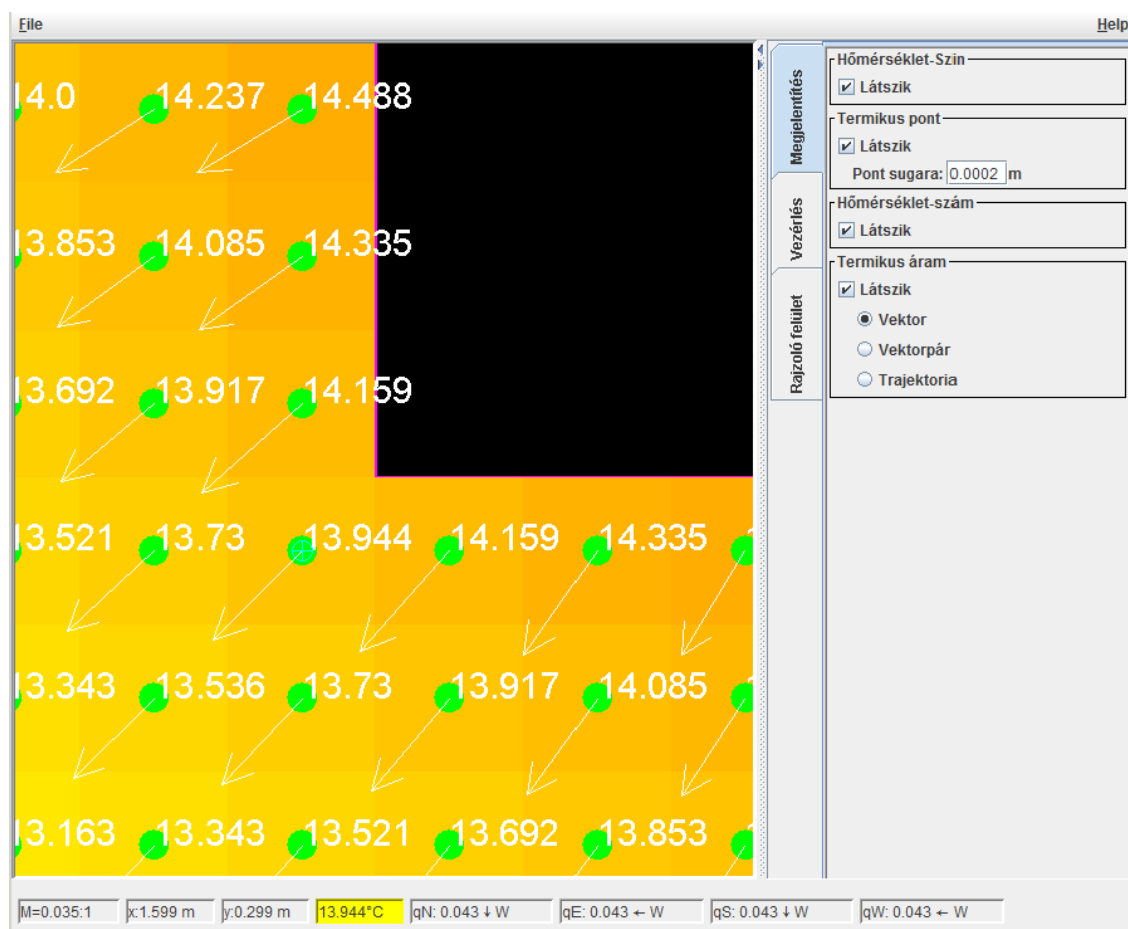 File Help
14.0 14.237 14.488
13.853 14.085 14.335
13.692 13.917 14.159
13.521 13.73 13.944 14.159 14.335
13.343 13.536 13.73 13.917 14.085
13.163 13.343 13.521 13.692 13.853
Megjelentítés
Vezérlés
Rajzoló felület
Hőmérséklet-Szin
Látszik
Termikus pont
Látszik
Pont sugara: 0.0002 m
Hőmérséklet-szám
Látszik
Termikus áram
Látszik
Vektor
Vektorpár
Trajektoria
M=0.035:1 x:1.599 m y:0.299 m 13.944°C qN: 0.043 ↓ W qE: 0.043 ← W qS: 0.043 ↓ W qW: 0.043 ← W